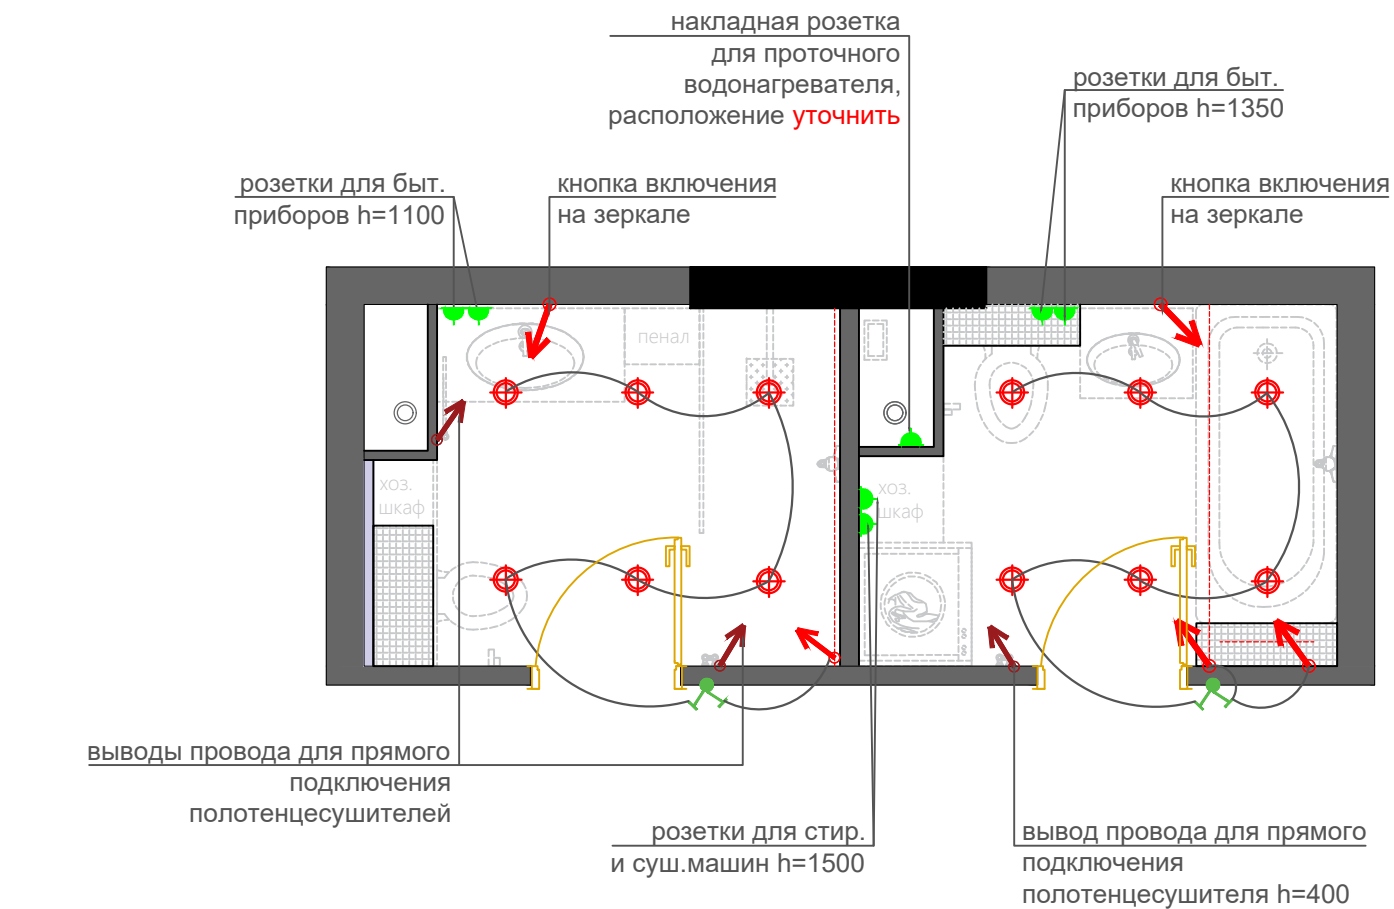 накладная розетка
для проточного
водонагревателя,
расположение уточнить
розетки для быт.
приборов h=1350
розетки для быт.
приборов h=1100
кнопка включения
на зеркале
кнопка включения
на зеркале
пенал
хоз.
шкаф
хоз.
шкаф
выводы провода для прямого
подключения
полотенцесушителей
розетки для стир.
и суш.машин h=1500
вывод провода для прямого
подключения
полотенцесушителя h=400